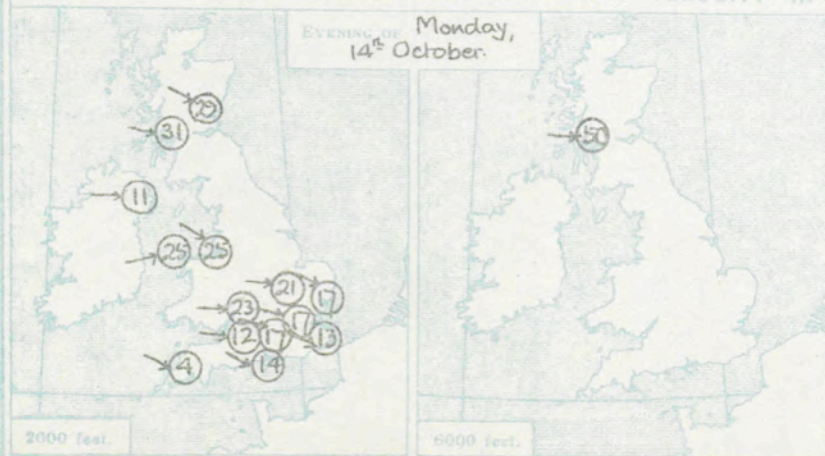 EVENING OF Monday,
14th October.
29
31
11
25 25
21 17
23 17
12 17 13
4 14
50
2000 feet.
6000 feet.